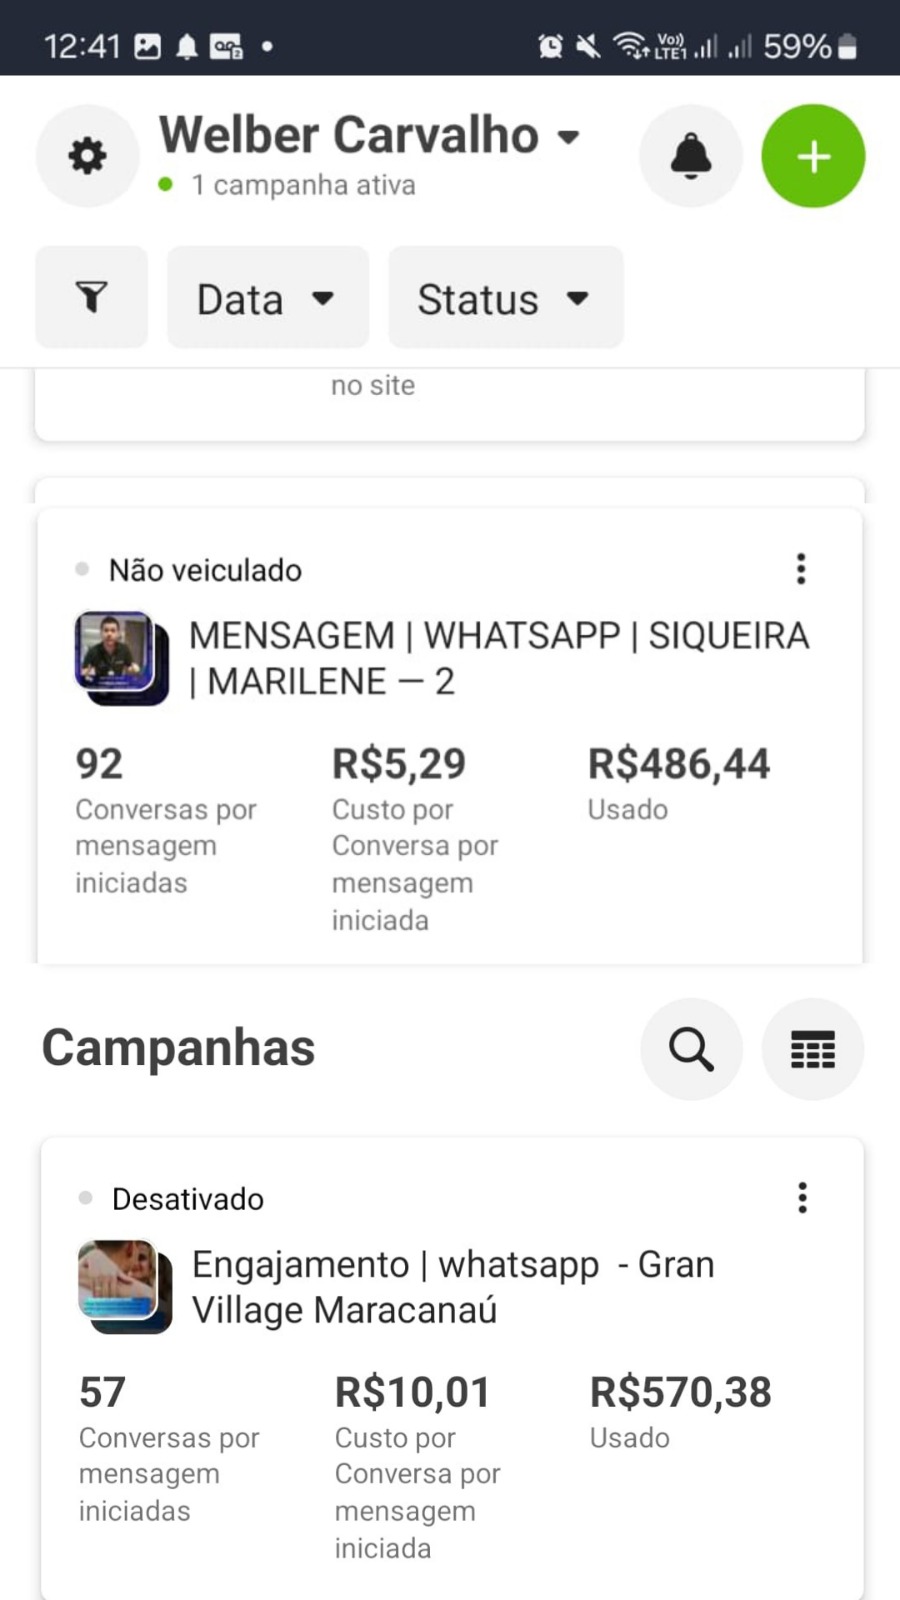 12:41
Vo))
LTE1
59%
Welber Carvalho
1 campanha ativa
Data
Status
no site
Não veiculado
MENSAGEM | WHATSAPP | SIQUEIRA
| MARILENE — 2
92 R$5,29 R$486,44
Conversas por Custo por Usado
mensagem Conversa por
iniciadas mensagem
iniciada
Campanhas
Desativado
Engajamento | whatsapp - Gran
Village Maracanaú
57 R$10,01 R$570,38
Conversas por Custo por Usado
mensagem Conversa por
iniciadas mensagem
iniciada